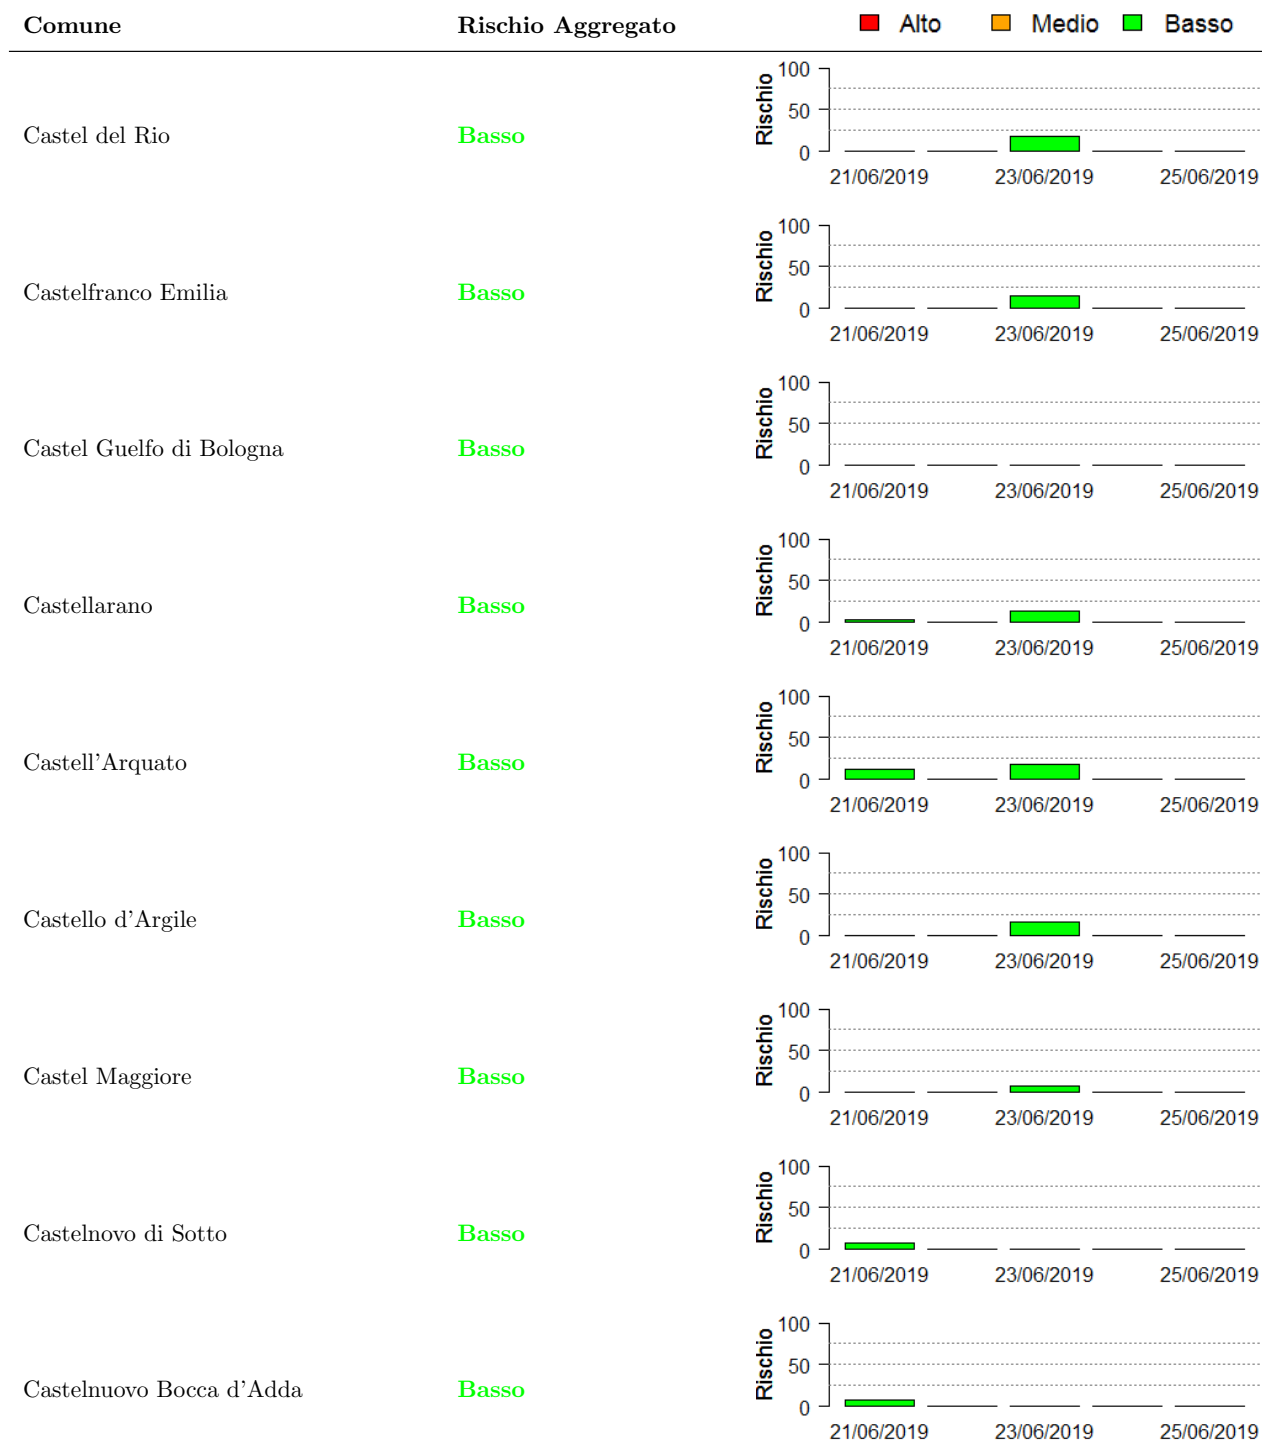 Comune Rischio Aggregato Alto Medio Basso
Castel del Rio Basso
Rischio
100
50
0
21/06/2019 23/06/2019 25/06/2019
Castelfranco Emilia Basso
Rischio
100
50
0
21/06/2019 23/06/2019 25/06/2019
Castel Guelfo di Bologna Basso
Rischio
100
50
0
21/06/2019 23/06/2019 25/06/2019
Castellarano Basso
Rischio
100
50
0
21/06/2019 23/06/2019 25/06/2019
Castell'Arquato Basso
Rischio
100
50
0
21/06/2019 23/06/2019 25/06/2019
Castello d'Argile Basso
Rischio
100
50
0
21/06/2019 23/06/2019 25/06/2019
Castel Maggiore Basso
Rischio
100
50
0
21/06/2019 23/06/2019 25/06/2019
Castelnovo di Sotto Basso
Rischio
100
50
0
21/06/2019 23/06/2019 25/06/2019
Castelnuovo Bocca d'Adda Basso
Rischio
100
50
0
21/06/2019 23/06/2019 25/06/2019